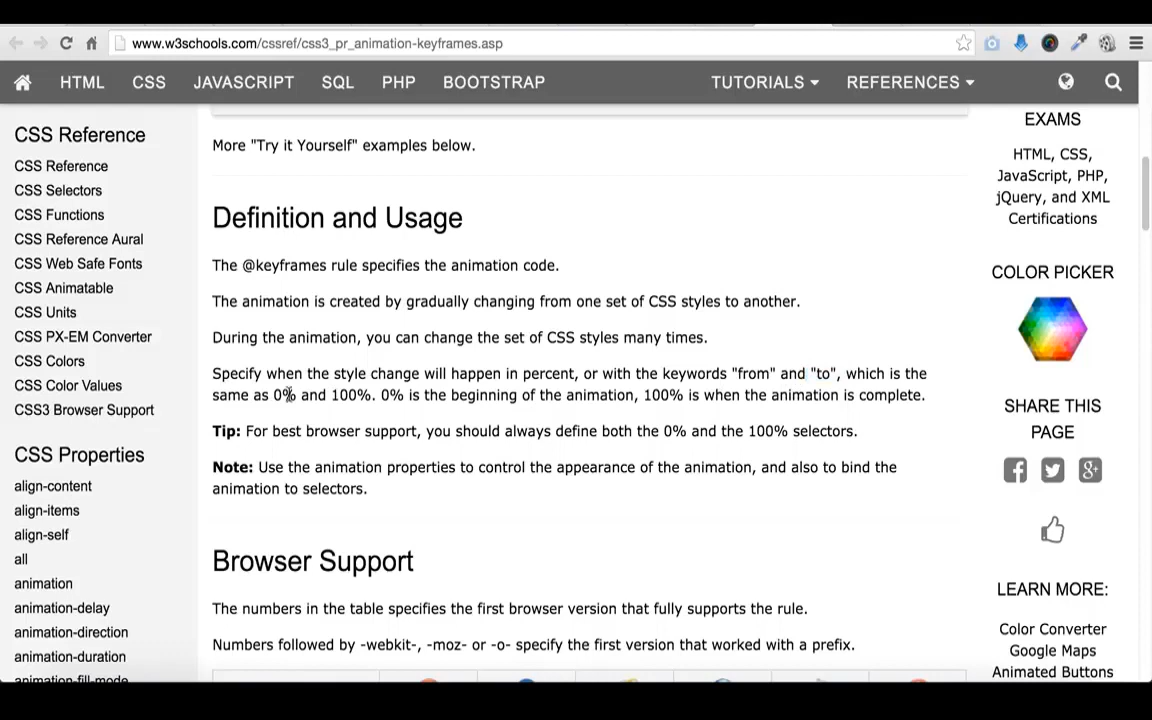 www.w3schools.com/cssref/css3_pr_animation-keyframes.asp
HTML CSS JAVASCRIPT SQL PHP BOOTSTRAP TUTORIALS REFERENCES
CSS Reference
CSS Reference
CSS Selectors
CSS Functions
CSS Reference Aural
CSS Web Safe Fonts
CSS Animatable
CSS Units
CSS PX-EM Converter
CSS Colors
CSS Color Values
CSS3 Browser Support
CSS Properties
align-content
align-items
align-self
all
animation
animation-delay
animation-direction
animation-duration
animation-fill-mode
More "Try it Yourself" examples below.
Definition and Usage
The @keyframes rule specifies the animation code.
The animation is created by gradually changing from one set of CSS styles to another.
During the animation, you can change the set of CSS styles many times.
Specify when the style change will happen in percent, or with the keywords "from" and "to", which is the
same as 0% and 100%. 0% is the beginning of the animation, 100% is when the animation is complete.
Tip: For best browser support, you should always define both the 0% and the 100% selectors.
Note: Use the animation properties to control the appearance of the animation, and also to bind the
animation to selectors.
Browser Support
The numbers in the table specifies the first browser version that fully supports the rule.
Numbers followed by -webkit-, -moz- or -o- specify the first version that worked with a prefix.
EXAMS
HTML, CSS,
JavaScript, PHP,
jQuery, and XML
Certifications
COLOR PICKER
SHARE THIS
PAGE
LEARN MORE:
Color Converter
Google Maps
Animated Buttons